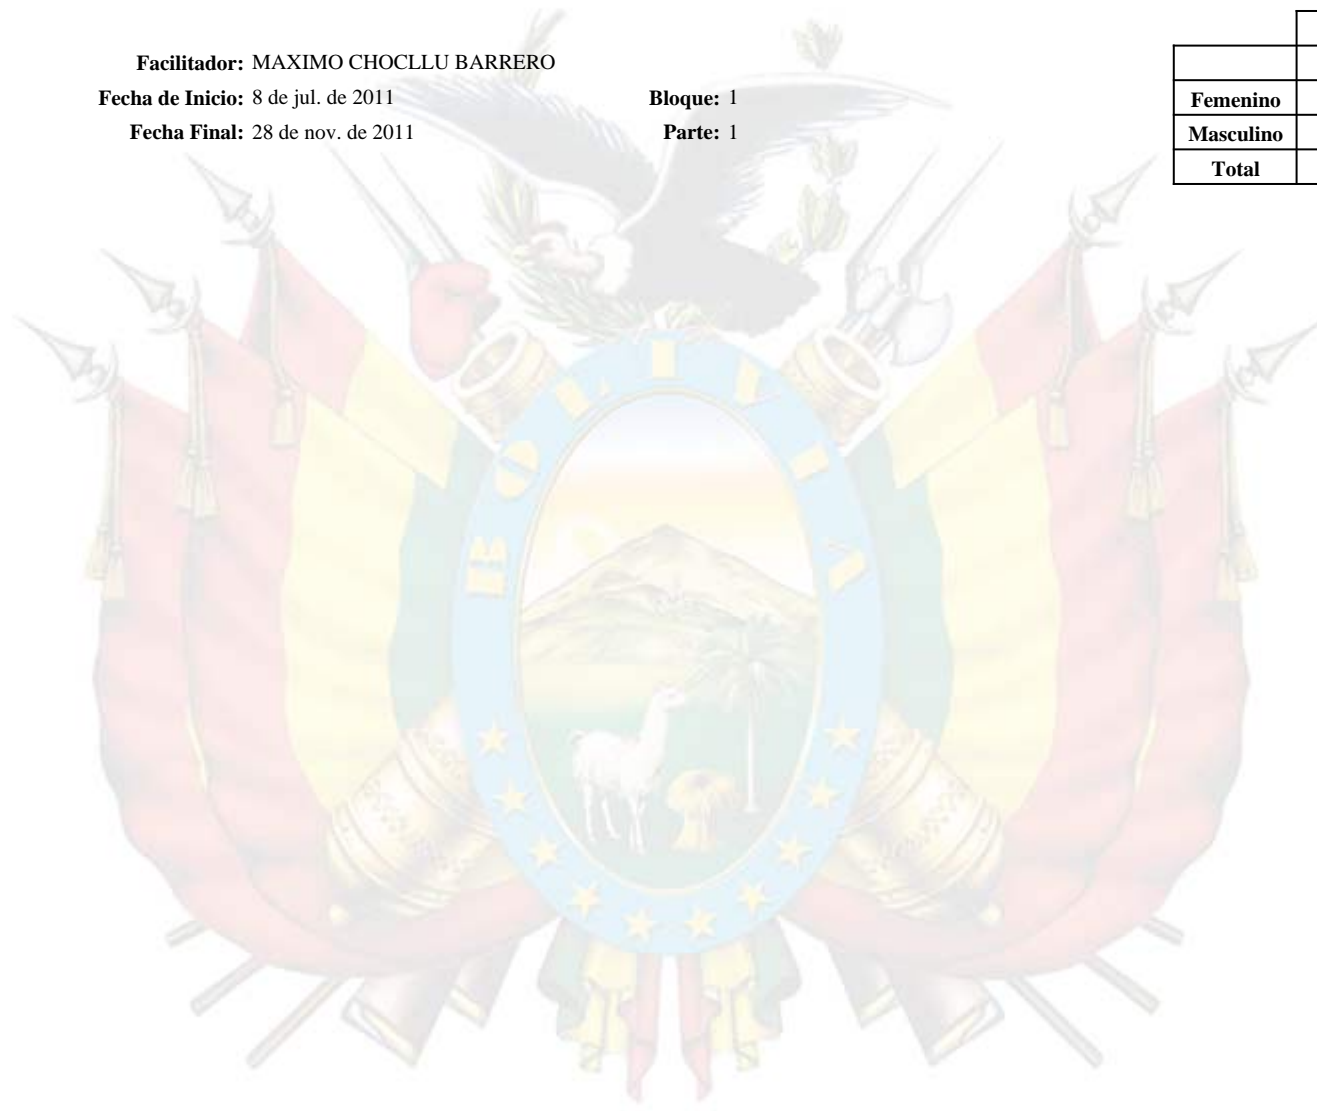 Facilitador: MAXIMO CHOCLLU BARRERO
Fecha de Inicio: 8 de jul. de 2011 Bloque: 1
Fecha Final: 28 de nov. de 2011 Parte: 1
Femenino
Masculino
Total
BOLIVIA